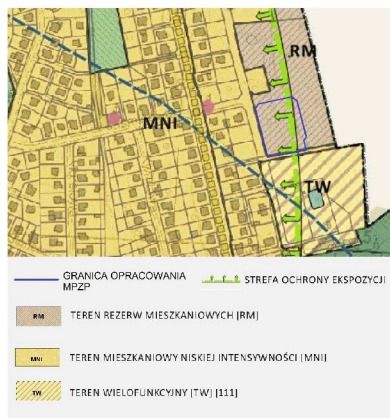 RM
MNI
TW
GRANICA OPRACOWANIA
MPZP
STREFA OCHRONY EKSPOZYCJI
RM TEREN REZERW MIESZKANIOWYCH [RM]
MNI TEREN MIESZKANIOWY NISKIEJ INTENSYWNOŚCI [MNI]
TW TEREN WIELOFUNKCYJNY [TW] [111]